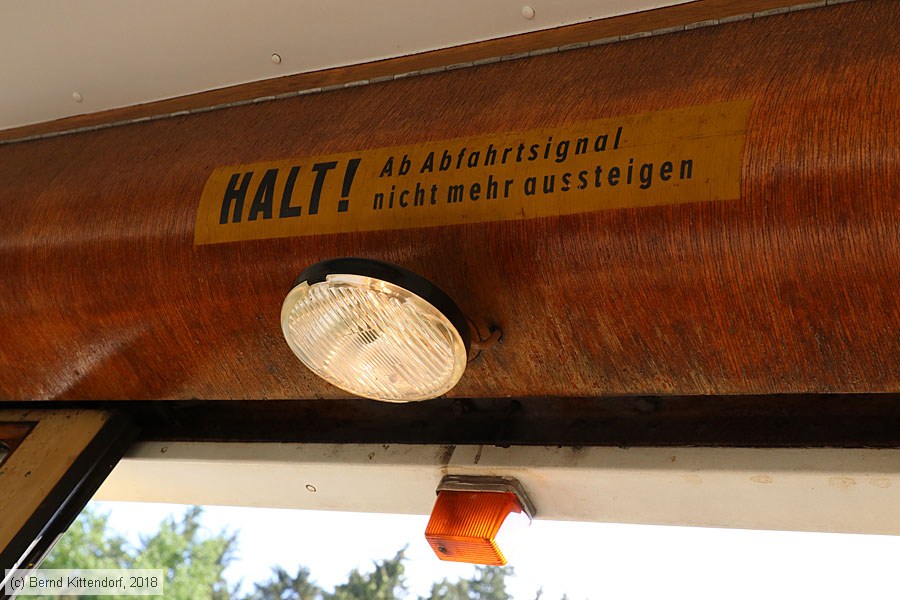 HALT!
Ab Abfahrtsignal
nicht mehr aussteigen
(c) Bernd Kittendorf, 2018